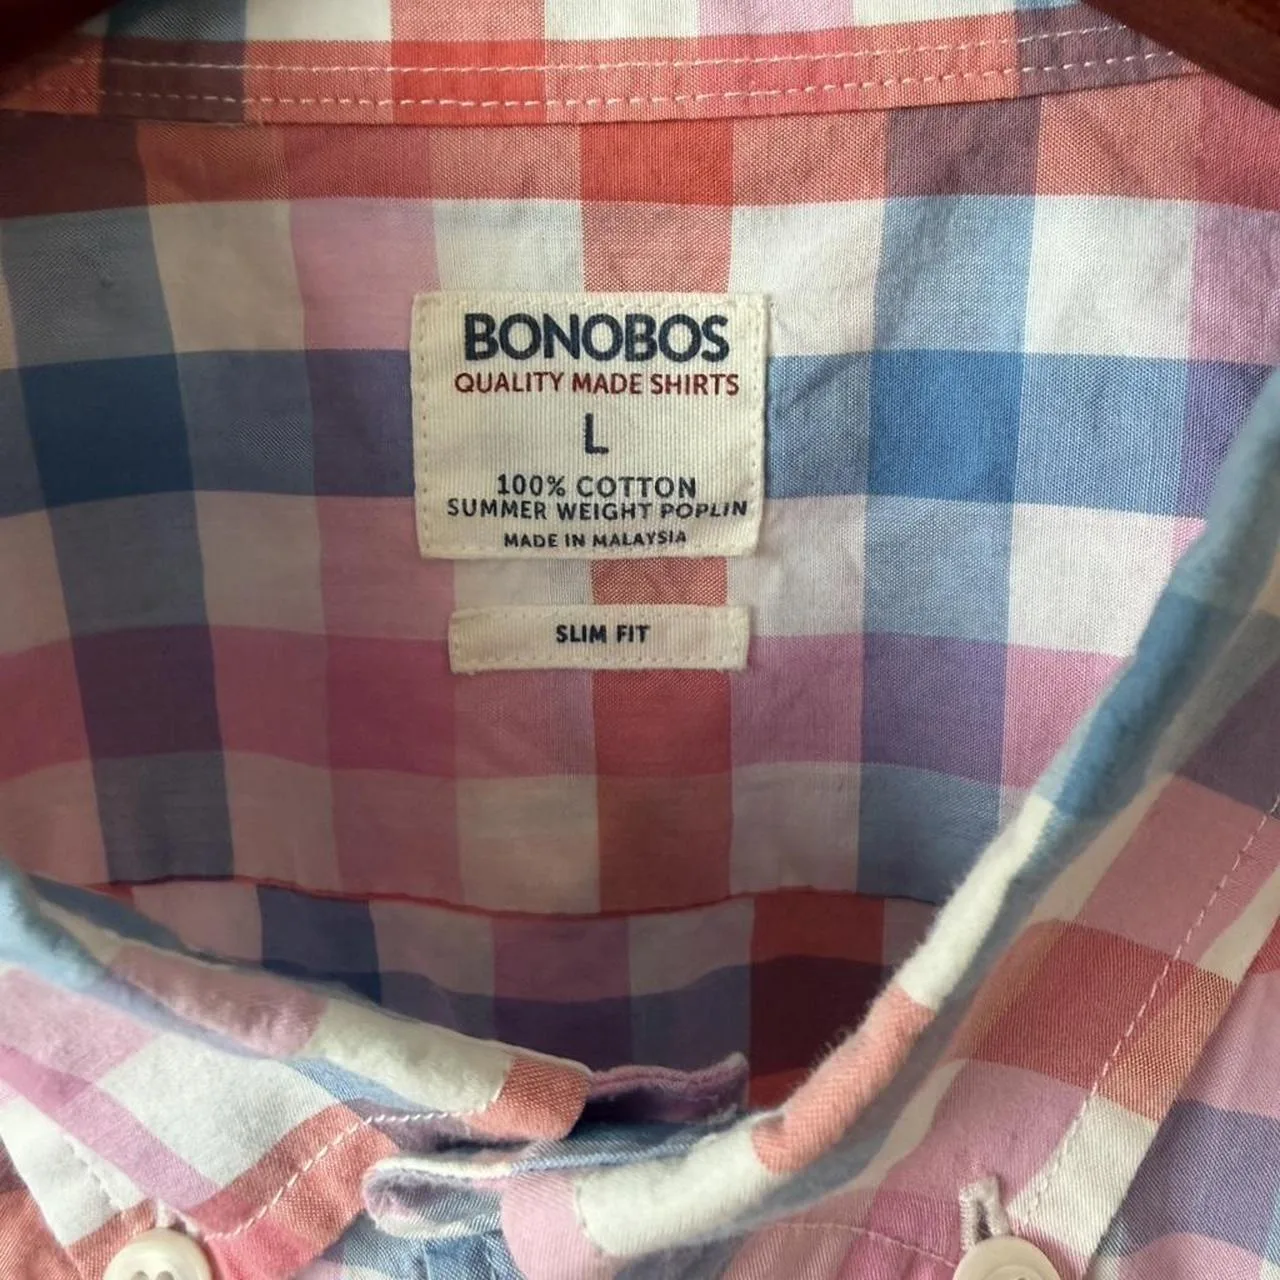 BONOBOS
QUALITY MADE SHIRTS
L
100% COTTON
SUMMER WEIGHT POPLIN
MADE IN MALAYSIA
SLIM FIT